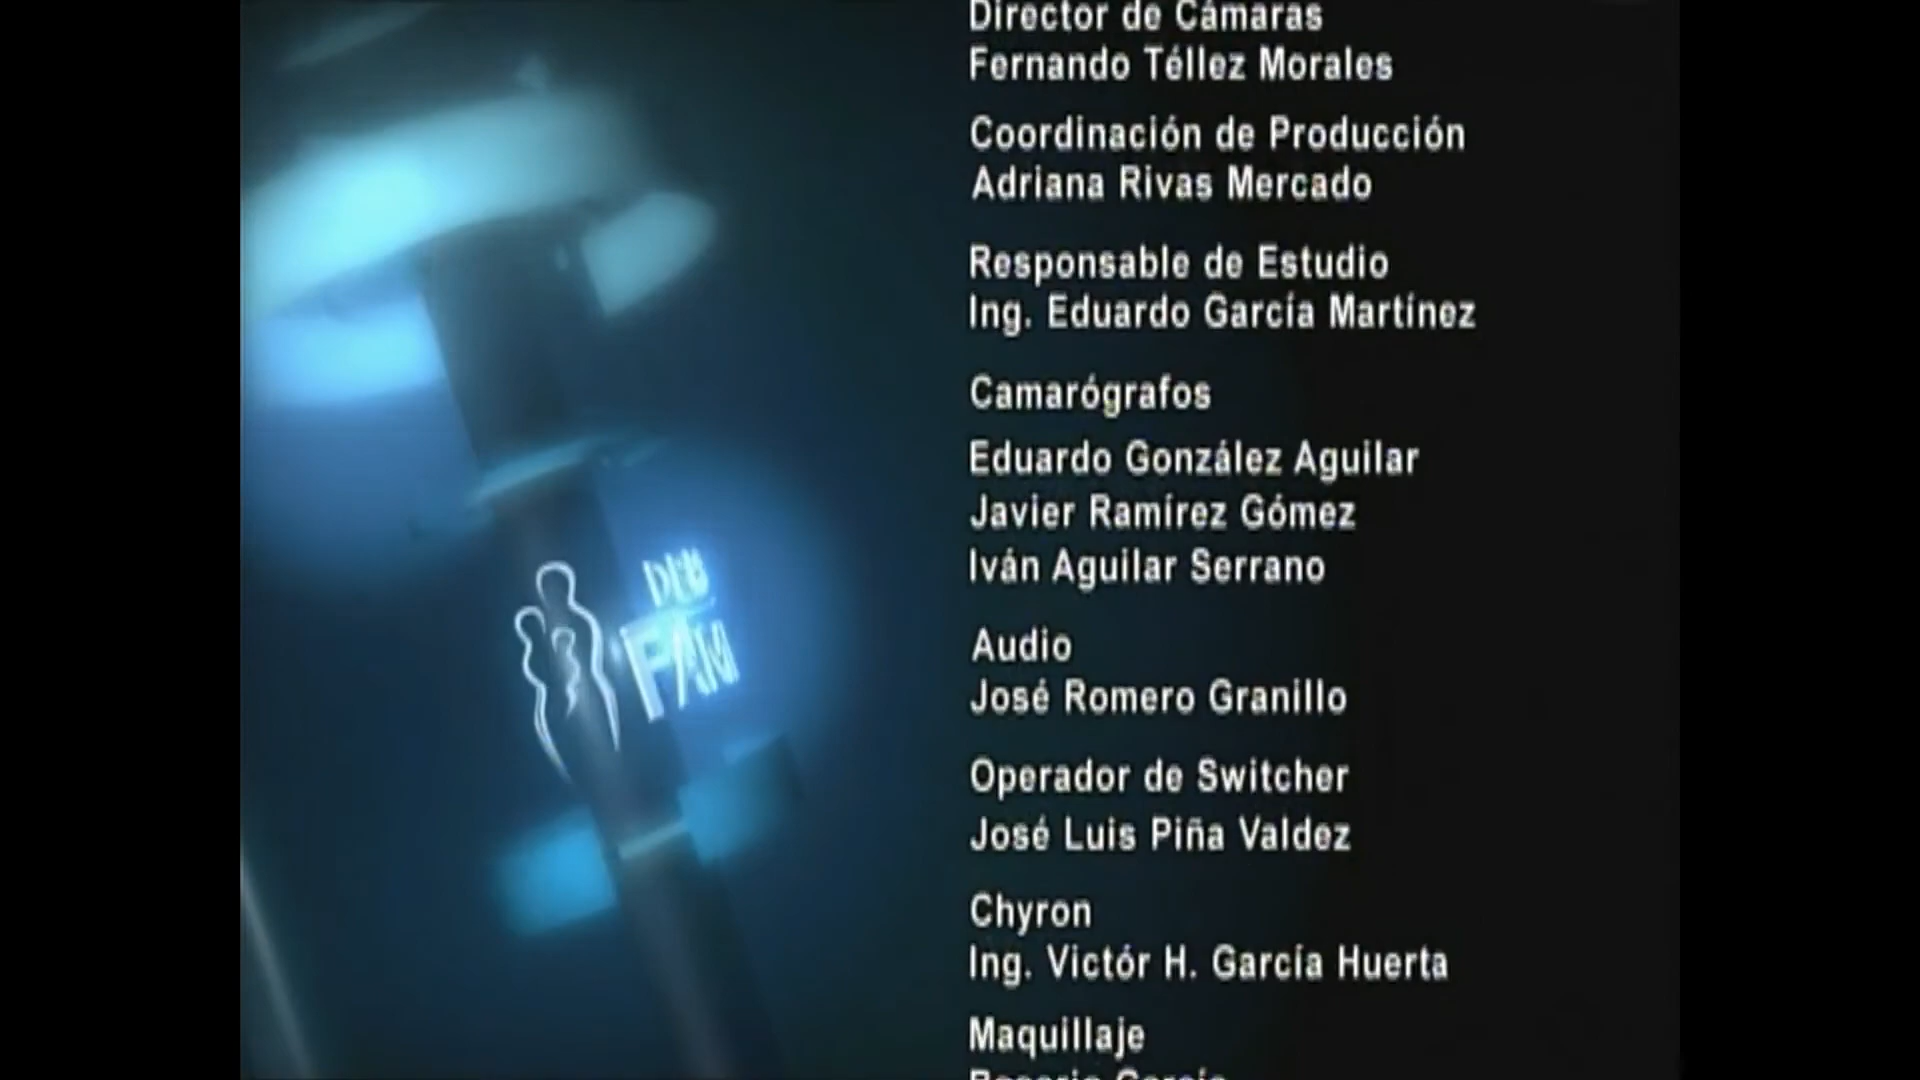 Director de Cámaras
Fernando Téllez Morales
Coordinación de Producción
Adriana Rivas Mercado
Responsable de Estudio
Ing. Eduardo García Martínez
Camarógrafos
Eduardo González Aguilar
Javier Ramírez Gómez
Iván Aguilar Serrano
Audio
José Romero Granillo
Operador de Switcher
José Luis Piña Valdez
Chyron
Ing. Victór H. García Huerta
Maquillaje
FAM